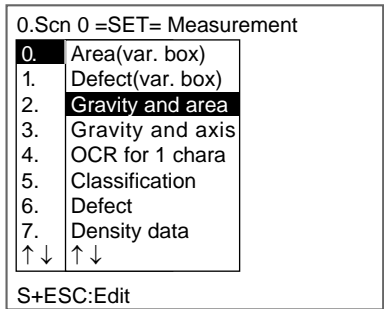 0.Scn 0 =SET= Measurement
0. Area(var. box)
1. Defect(var. box)
2. Gravity and area
3. Gravity and axis
4. OCR for 1 chara
5. Classification
6. Defect
7. Density data
↑↓ ↑↓
S+ESC:Edit